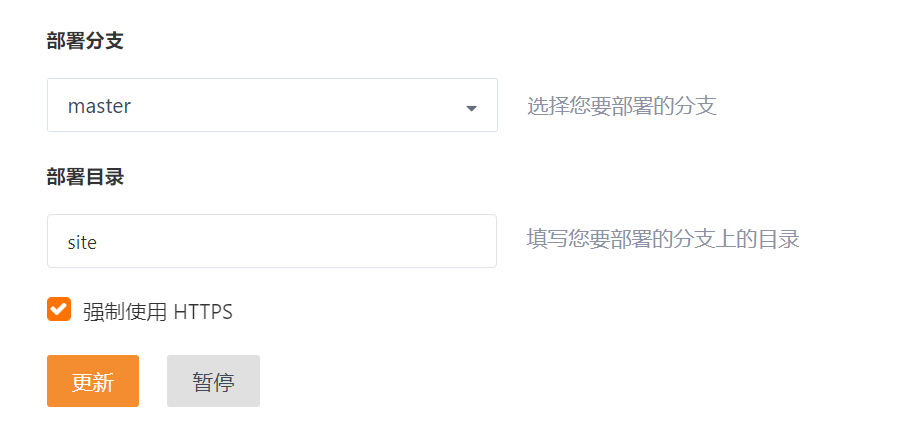 部署分支
master
选择您要部署的分支
部署目录
site
填写您要部署的分支上的目录
强制使用 HTTPS
更新
暂停